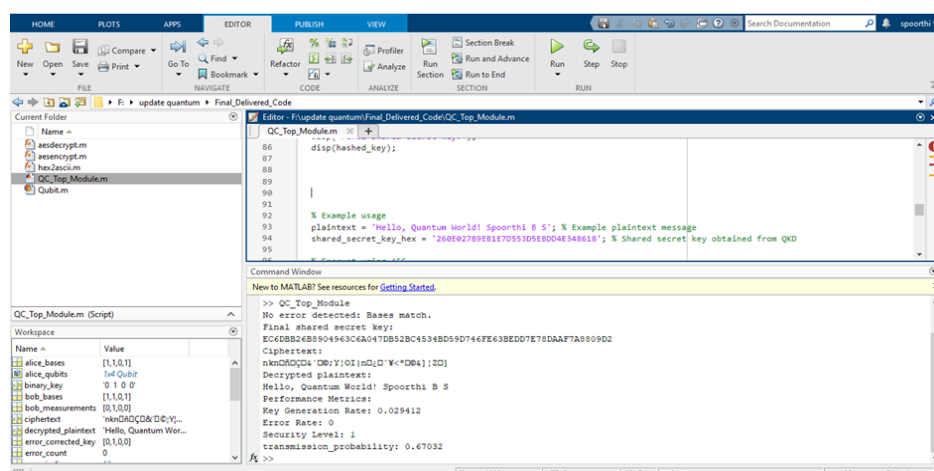 HOME PLOTS APPS EDITOR PUBLISH VIEW Search Documentation spoorthi
New Open Save Compare Print Go To Find Bookmark Refactor Profiler Analyze Run Section Section Break Run and Advance Run to End Run Step Stop
FILE NAVIGATE CODE ANALYZE SECTION RUN
F: update quantum Final_Delivered_Code
Current Folder
Name
aesdecrypt.m
aesencrypt.m
hex2ascii.m
QC_Top_Module.m
Qubit.m
QC_Top_Module.m (Script)
Workspace
Name Value
alice_bases [1,1,0,1]
alice_qubits 1x4 Qubit
binary_key '0 1 0 0'
bob_bases [1,1,0,1]
bob_measurements [0,1,0,0]
ciphertext
decrypted_plaintext 'Hello, Quantum Wor...
error_corrected_key [0,1,0,0]
error_count 0
Editor - F:\update quantum\Final_Delivered_Code\QC_Top_Module.m
QC_Top_Module.m
86 disp(hashed_key);
87
88
89
90
91
92 % Example usage
93 plaintext = 'Hello, Quantum World! Spoorthi B S'; % Example plaintext message
94 shared_secret_key_hex = '260E02789E81E7D553D5EBDD4E348618'; % Shared secret key obtained from QKD
95
Command Window
New to MATLAB? See resources for Getting Started.
>> QC_Top_Module
No error detected: Bases match.
Final shared secret key:
EC6DBB26B8904963C6A047DB52BC4534BD59D746FE63BEDD7E78DAAF7A8809D2
Ciphertext:
Decrypted plaintext:
Hello, Quantum World! Spoorthi B S
Performance Metrics:
Key Generation Rate: 0.029412
Error Rate: 0
Security Level: 1
transmission_probability: 0.67032
fx >>